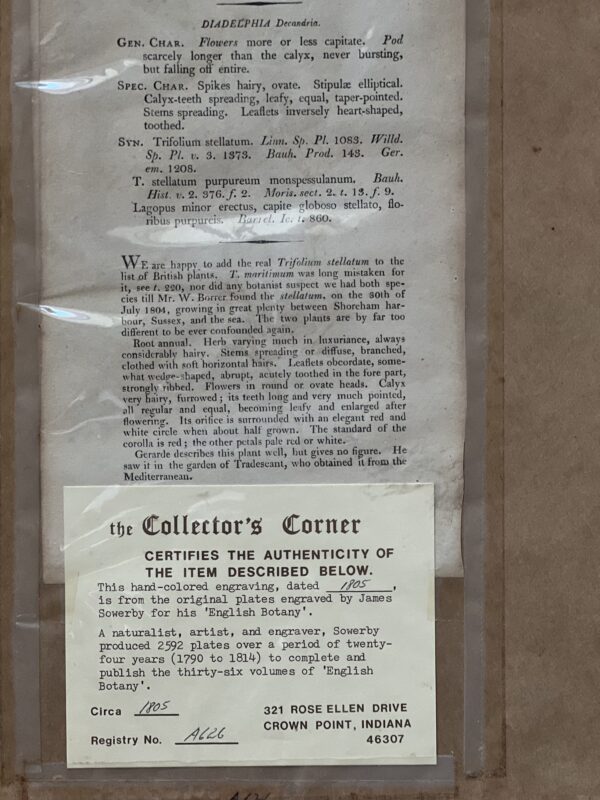 DIADELPHIA Decandria.
GEN. CHAR. Flowers more or less capitate. Pod
scarcely longer than the calyx, never bursting,
but falling off entire.
SPEC. CHAR. Spikes hairy, ovate. Stipulæ elliptical.
Calyx-teeth spreading, leafy, equal, taper-pointed.
Stems spreading. Leaflets inversely heart-shaped,
toothed.
SYN. Trifolium stellatum. Linn. Sp. Pl. 1083. Willd.
Sp. Pl. v. 3. 1373. Bauh. Prod. 143. Ger.
em. 1208.
T. stellatum purpureum monspessulanum. Bauh.
Hist. v. 2. 376. f. 2. Moris. sect. 2. t. 13. f. 9.
Lagopus minor erectus, capite globoso stellato, flo-
ribus purpureis. Barrel. Ic. t. 860.
WE are happy to add the real Trifolium stellatum to the
list of British plants. T. maritimum was long mistaken for
it, see t. 220, nor did any botanist suspect we had both spe-
cies till Mr. W. Borrer found the stellatum, on the 30th of
July 1804, growing in great plenty between Shoreham har-
bour, Sussex, and the sea. The two plants are by far too
different to be ever confounded again.
Root annual. Herb varying much in luxuriance, always
considerably hairy. Stems spreading or diffuse, branched,
clothed with soft horizontal hairs. Leaflets obcordate, some-
what wedge-shaped, abrupt, acutely toothed in the fore part,
strongly ribbed. Flowers in round or ovate heads. Calyx
very hairy, furrowed; its teeth long and very much pointed,
all regular and equal, becoming leafy and enlarged after
flowering. Its orifice is surrounded with an elegant red and
white circle when about half grown. The standard of the
corolla is red; the other petals pale red or white.
Gerarde describes this plant well, but gives no figure. He
saw it in the garden of Tradescant, who obtained it from the
Mediterranean.
the Collector's Corner
CERTIFIES THE AUTHENTICITY OF
THE ITEM DESCRIBED BELOW.
This hand-colored engraving, dated 1805,
is from the original plates engraved by James
Sowerby for his 'English Botany'.
A naturalist, artist, and engraver, Sowerby
produced 2592 plates over a period of twenty-
four years (1790 to 1814) to complete and
publish the thirty-six volumes of 'English
Botany'.
Circa 1805
Registry No. A626
321 ROSE ELLEN DRIVE
CROWN POINT, INDIANA
46307